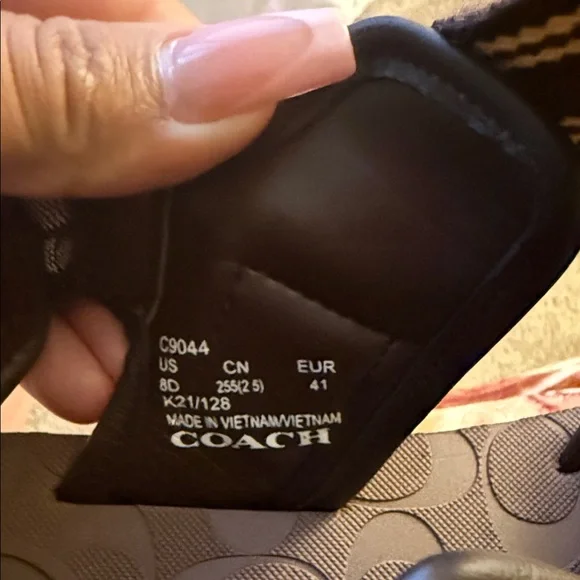 C9044
US CN EUR
8D 255(2 5) 41
K21/128
MADE IN VIETNAM/VIETNAM
COACH